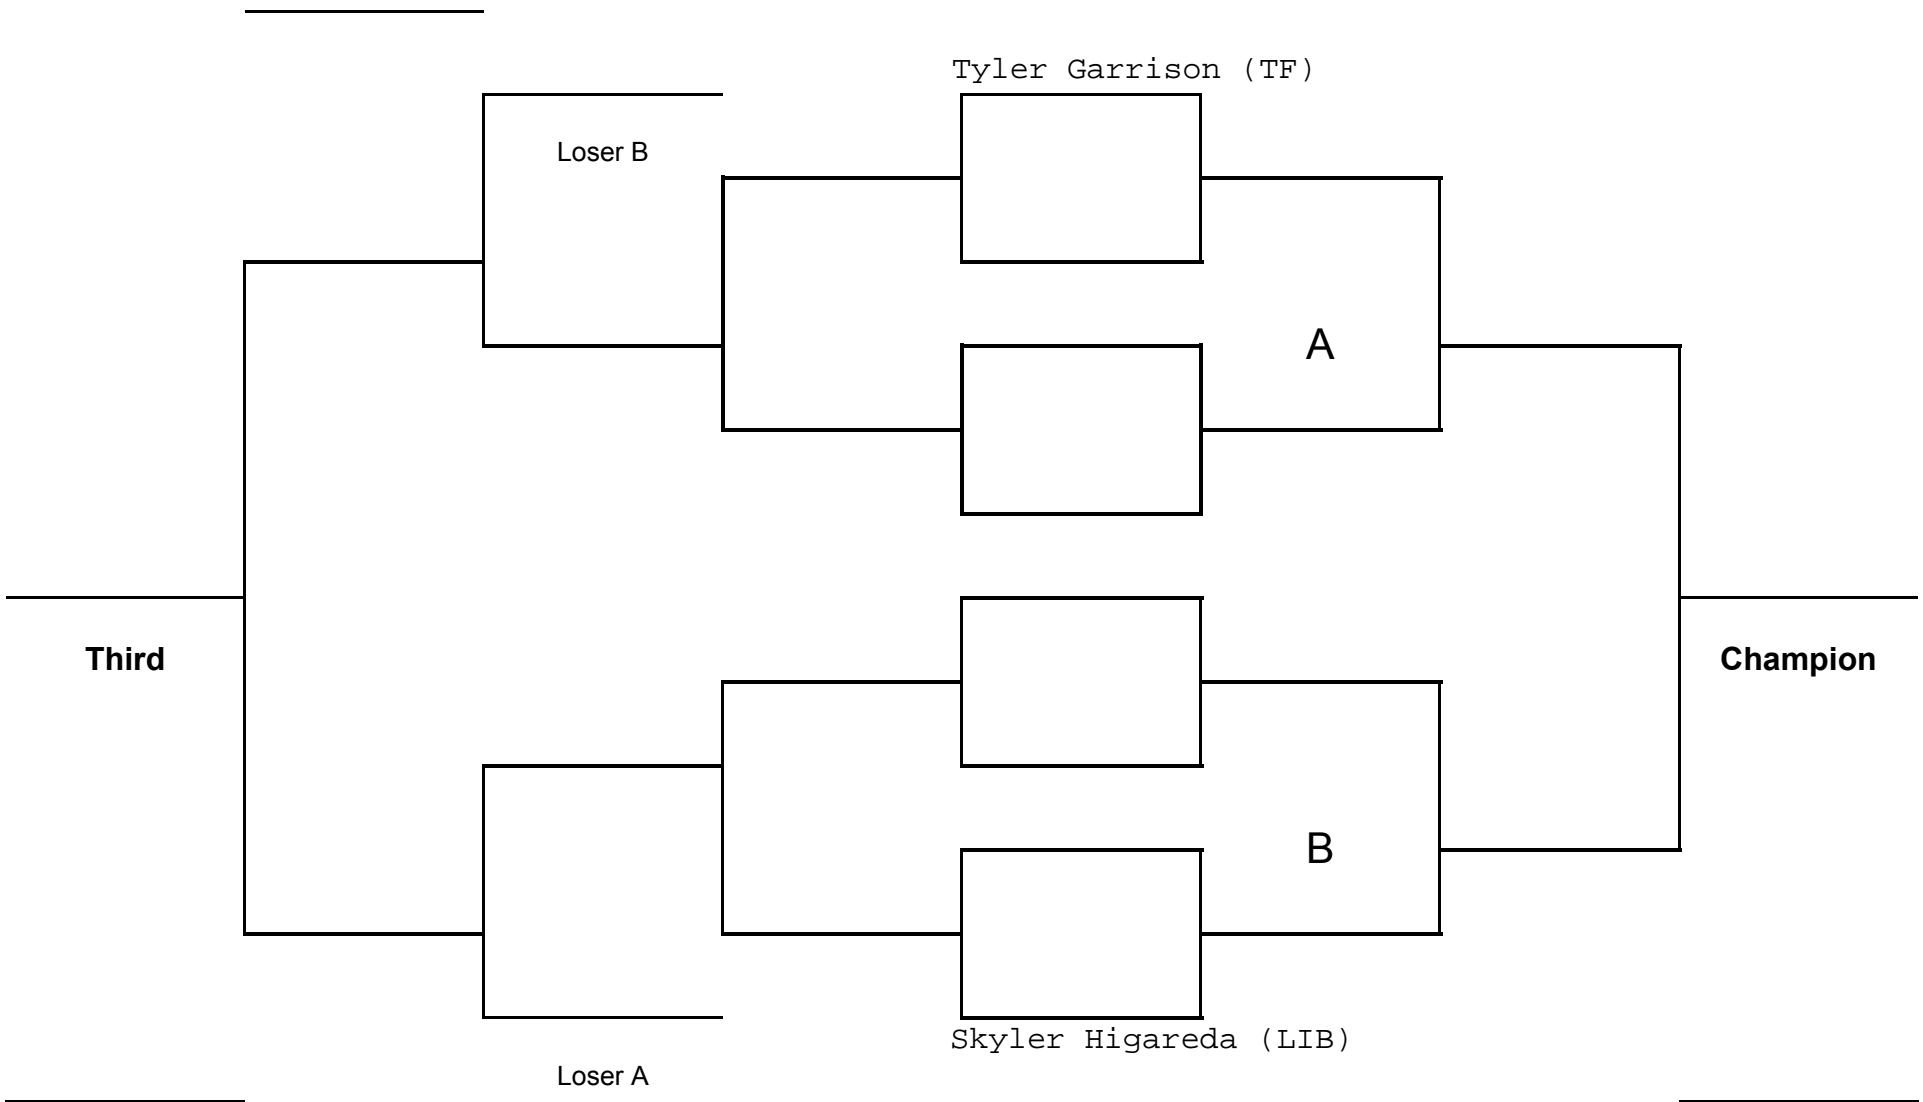 Tyler Garrison (TF)
Loser B
A
Third
Champion
B
Skyler Higareda (LIB)
Loser A